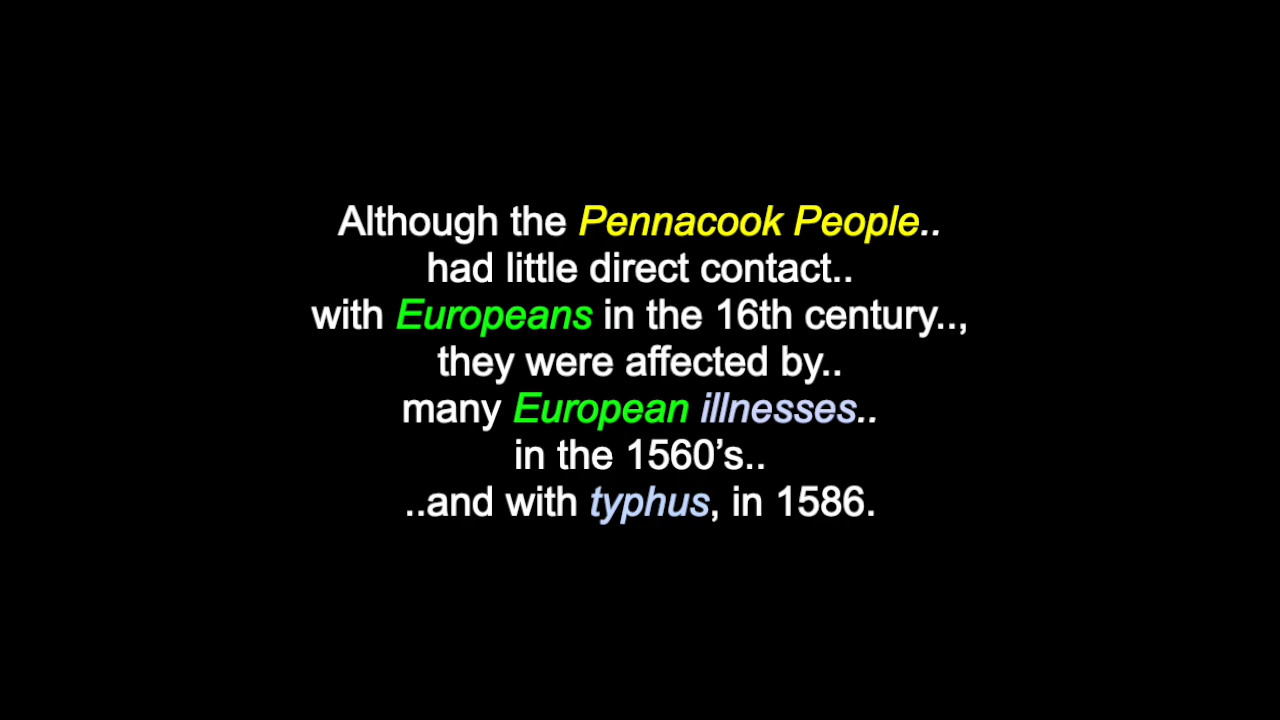 Although the Pennacook People..
had little direct contact..
with Europeans in the 16th century..,
they were affected by..
many European illnesses..
in the 1560’s..
..and with typhus, in 1586.